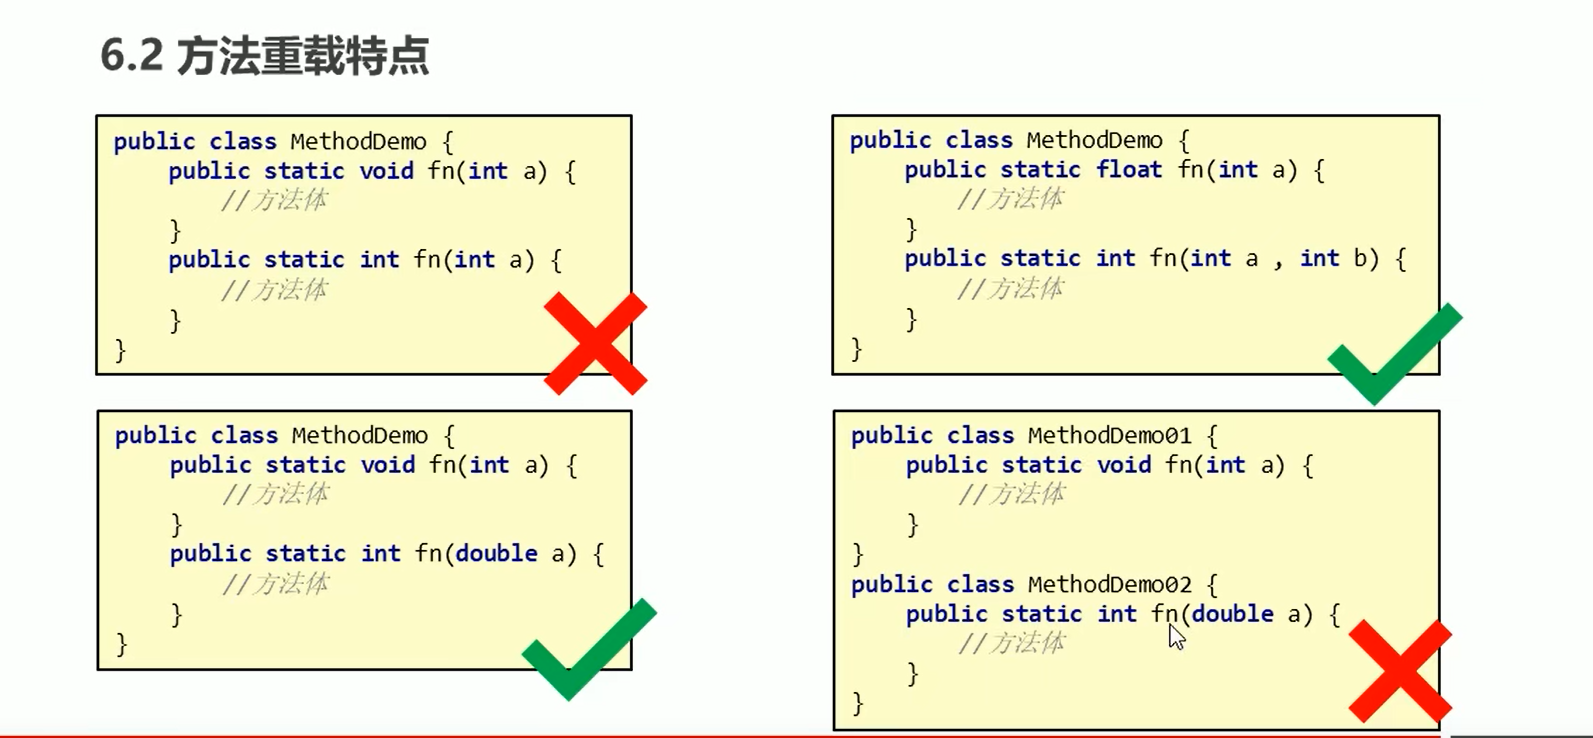 6.2 方法重载特点
public class MethodDemo {
public static void fn(int a) {
//方法体
}
public static int fn(int a) {
//方法体
}
}
public class MethodDemo {
public static float fn(int a) {
//方法体
}
public static int fn(int a , int b) {
//方法体
}
}
public class MethodDemo {
public static void fn(int a) {
//方法体
}
public static int fn(double a) {
//方法体
}
}
public class MethodDemo01 {
public static void fn(int a) {
//方法体
}
}
public class MethodDemo02 {
public static int fn(double a) {
//方法体
}
}